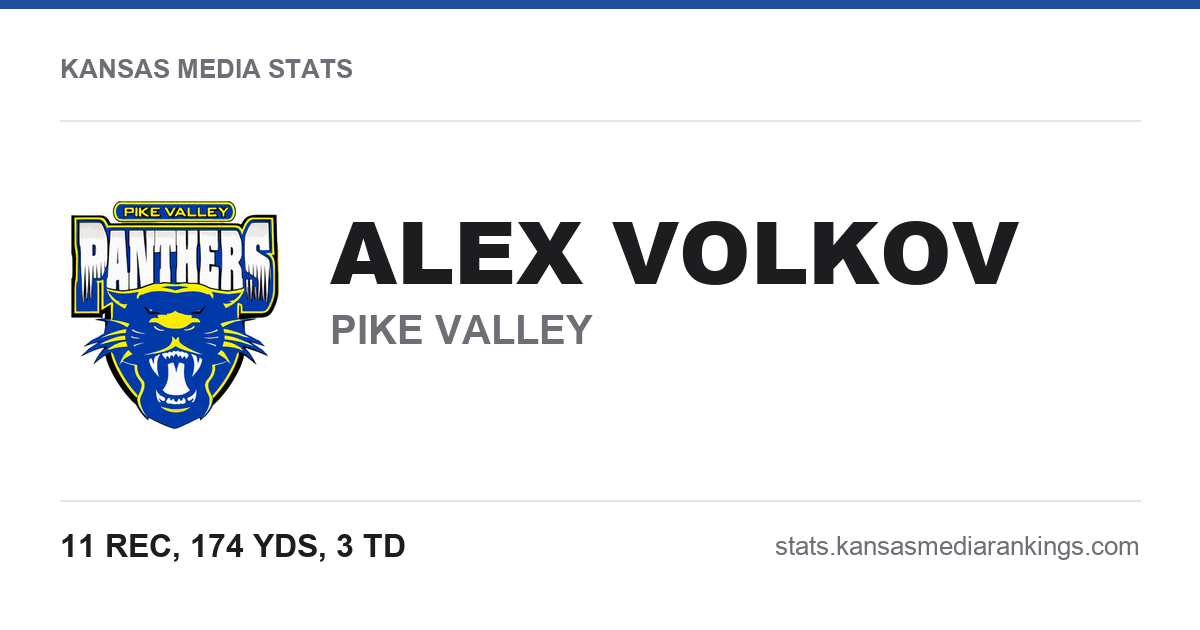 KANSAS MEDIA STATS
PIKE VALLEY
PANTHERS
ALEX VOLKOV
PIKE VALLEY
11 REC, 174 YDS, 3 TD
stats.kansasmediarankings.com